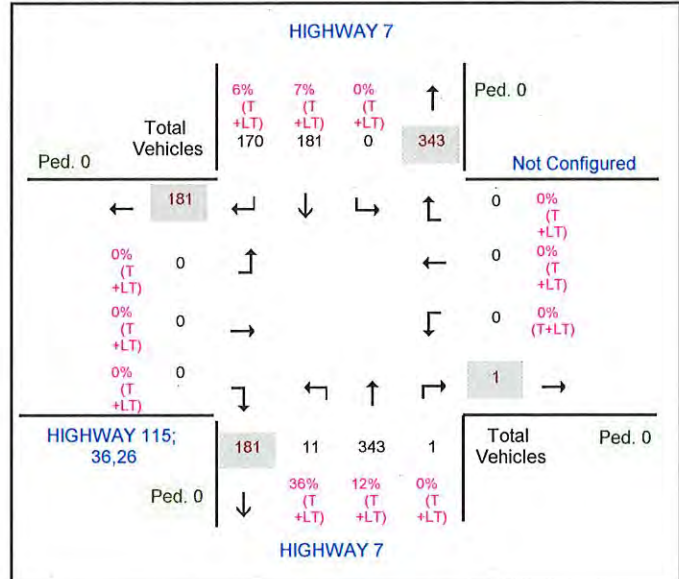 HIGHWAY 7
6% 7% 0%
(T (T (T
+LT) +LT) +LT)
170 181 0 343
Ped. 0
Total
Vehicles
Ped. 0
Not Configured
181
0 0%
(T
+LT)
0%
(T
+LT)
0
0 0%
(T
+LT)
0%
(T
+LT)
0
0 0%
(T+LT)
0%
(T
+LT)
0
1
HIGHWAY 115;
36,26
181 11 343 1
Total
Vehicles
Ped. 0
Ped. 0
36% 12% 0%
(T (T (T
+LT) +LT) +LT)
HIGHWAY 7